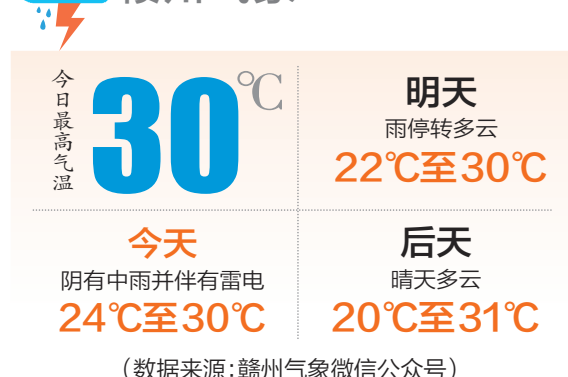 今日最高气温
30℃
明天
雨停转多云
22℃至30℃
今天
阴有中雨并伴有雷电
24℃至30℃
后天
晴天多云
20℃至31℃
（数据来源:赣州气象微信公众号）